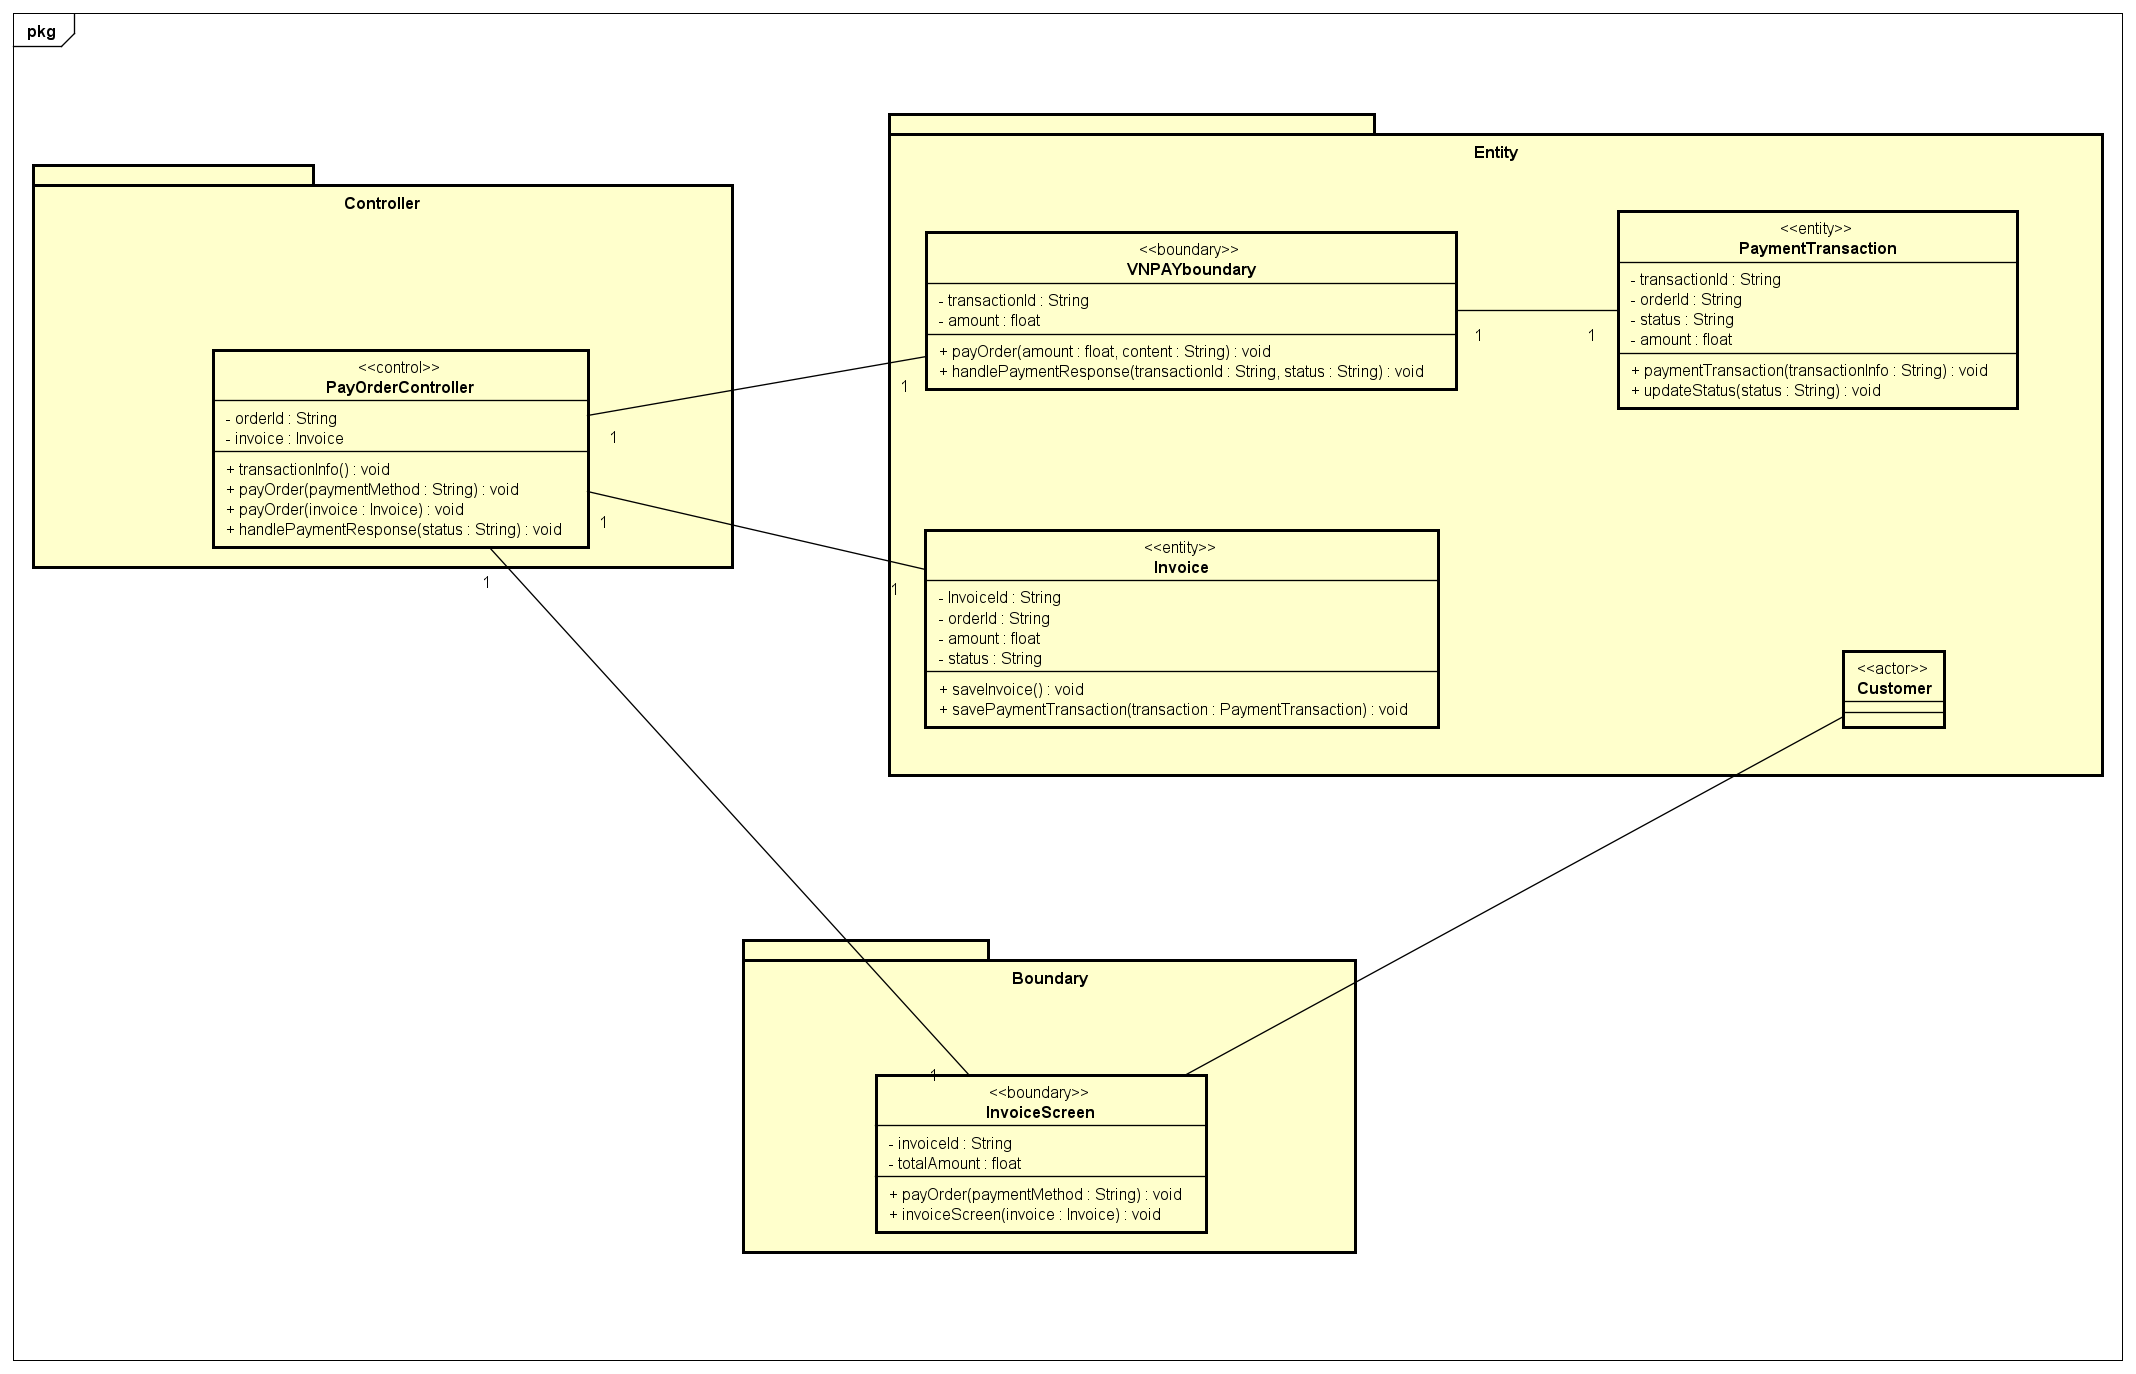 pkg
Controller
<<control>>
PayOrderController
- orderId : String
- invoice : Invoice
+ transactionInfo() : void
+ payOrder(paymentMethod : String) : void
+ payOrder(invoice : Invoice) : void
+ handlePaymentResponse(status : String) : void
1
1
1
Entity
<<boundary>>
VNPAYboundary
- transactionId : String
- amount : float
+ payOrder(amount : float, content : String) : void
+ handlePaymentResponse(transactionId : String, status : String) : void
1
1
1
<<entity>>
PaymentTransaction
- transactionId : String
- orderId : String
- status : String
- amount : float
+ paymentTransaction(transactionInfo : String) : void
+ updateStatus(status : String) : void
<<entity>>
Invoice
- InvoiceId : String
- orderId : String
- amount : float
- status : String
+ saveInvoice() : void
+ savePaymentTransaction(transaction : PaymentTransaction) : void
1
<<actor>>
Customer
Boundary
1
<<boundary>>
InvoiceScreen
- invoiceId : String
- totalAmount : float
+ payOrder(paymentMethod : String) : void
+ invoiceScreen(invoice : Invoice) : void